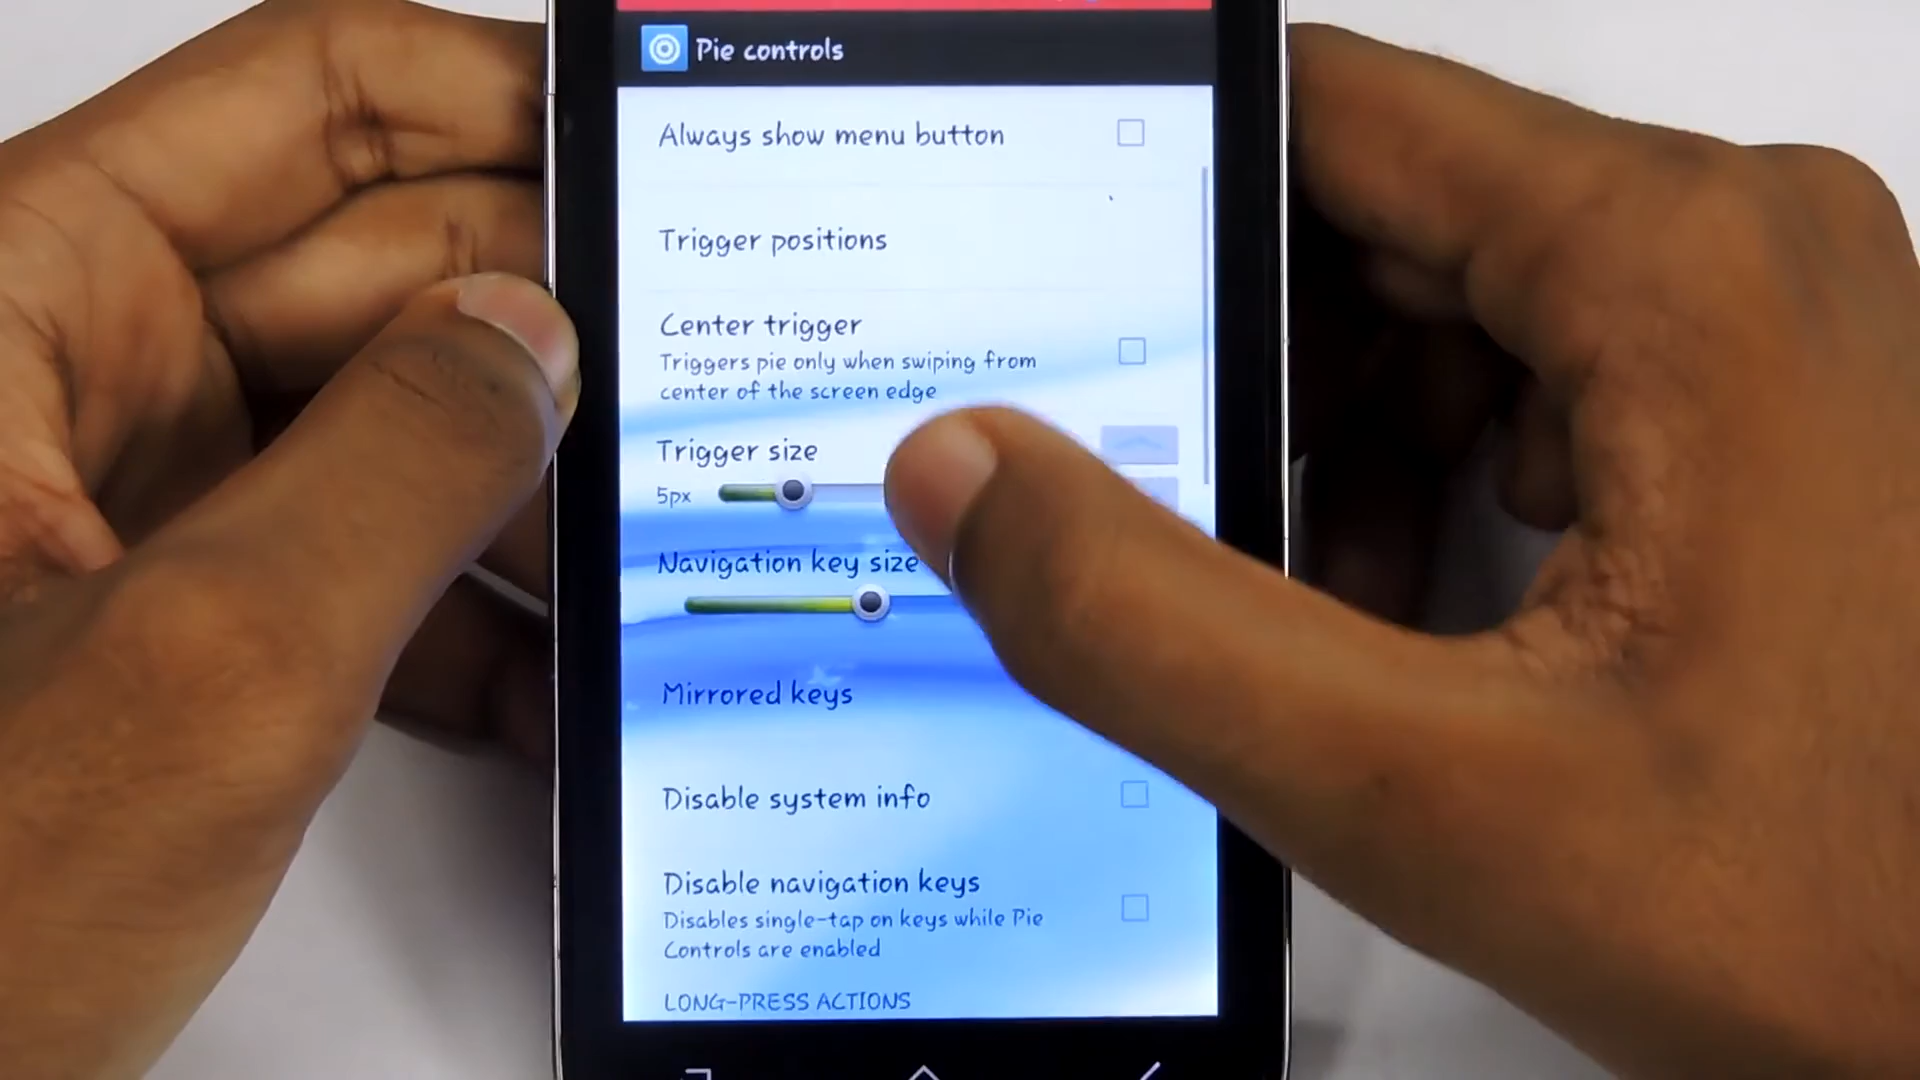 Pie controls
Always show menu button
Trigger positions
Center trigger
Triggers pie only when swiping from
center of the screen edge
Trigger size
5px
Navigation key size
Mirrored keys
Disable system info
Disable navigation keys
Disables single-tap on keys while Pie
Controls are enabled
LONG-PRESS ACTIONS